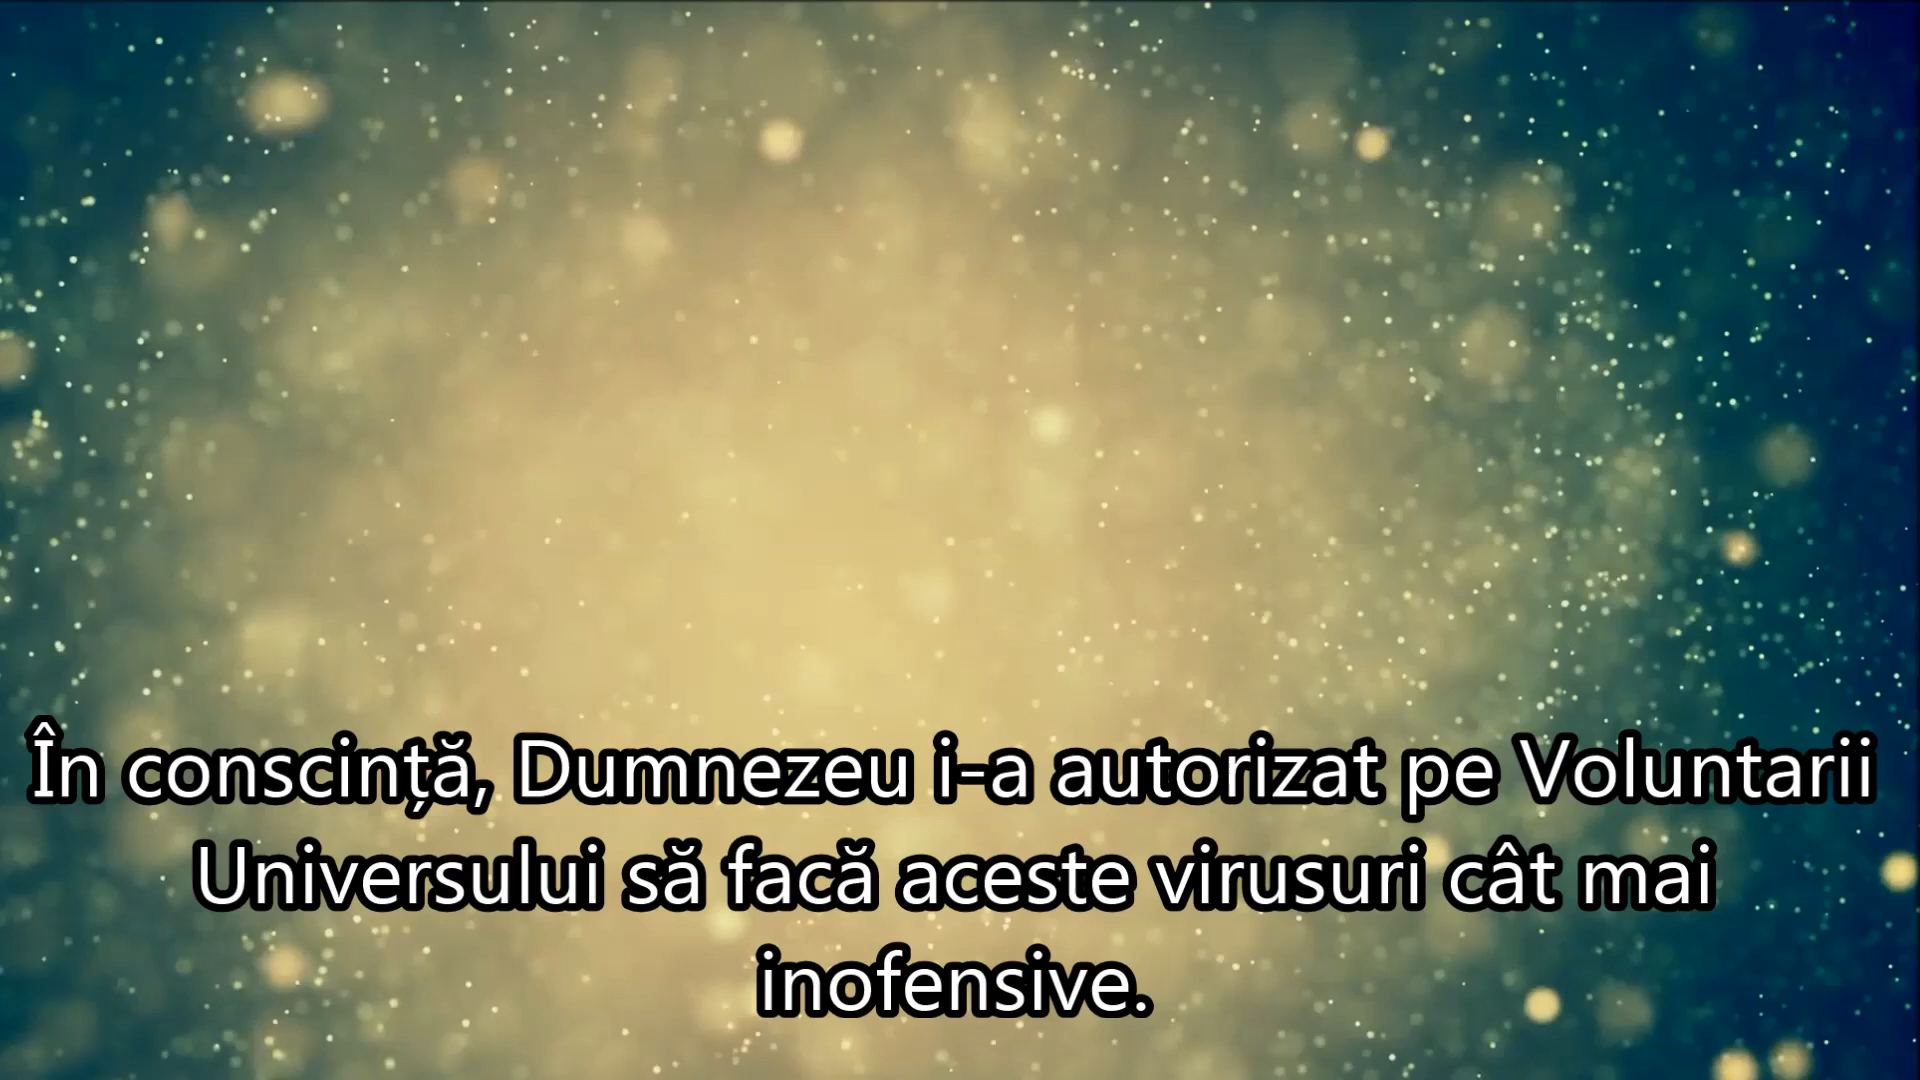 În conscință, Dumnezeu i-a autorizat pe Voluntarii
Universului să facă aceste virusuri cât mai
inofensive.